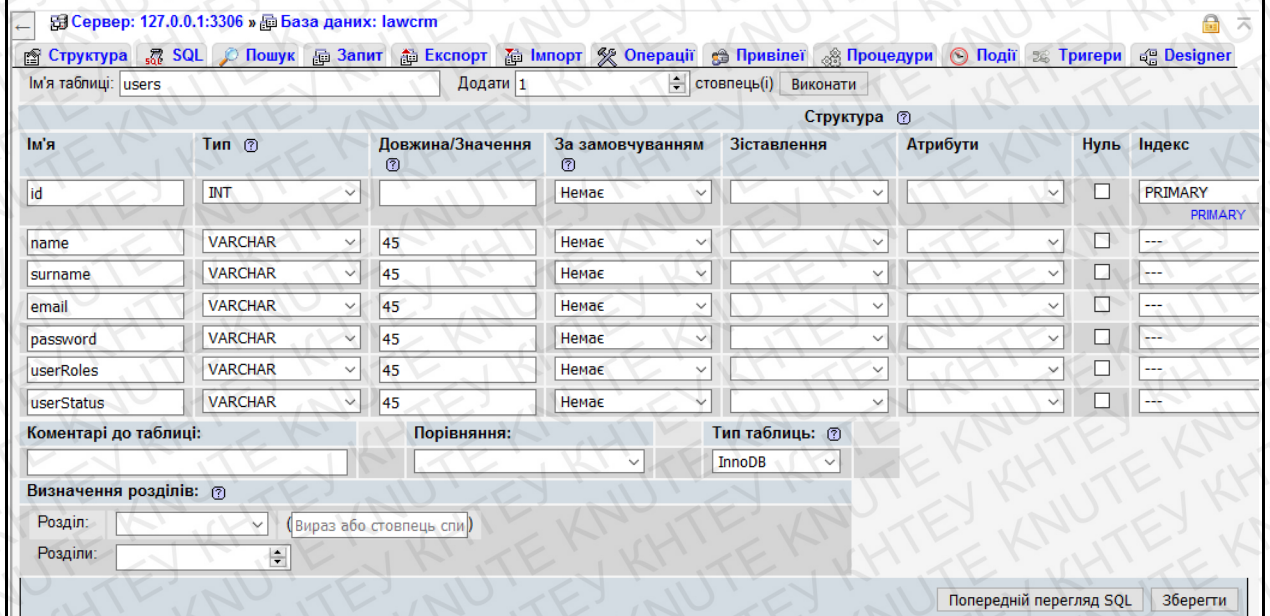 Сервер: 127.0.0.1:3306 » База даних: lawcrm
Структура SQL Пошук Запит Експорт Імпорт Операції Привілеї Процедури Події Тригери Designer
Ім'я таблиці: users Додати 1 стовпець(і) Виконати
Структура
Ім'я Тип Довжина/Значення За замовчуванням Зіставлення Атрибути Нуль Індекс
id INT Немає PRIMARY
PRIMARY
name VARCHAR 45 Немає ---
surname VARCHAR 45 Немає ---
email VARCHAR 45 Немає ---
password VARCHAR 45 Немає ---
userRoles VARCHAR 45 Немає ---
userStatus VARCHAR 45 Немає ---
Коментарі до таблиці: Порівняння: Тип таблиць:
InnoDB
Визначення розділів:
Розділ: (Вираз або стовпець спи)
Розділи:
Попередній перегляд SQL Зберегти